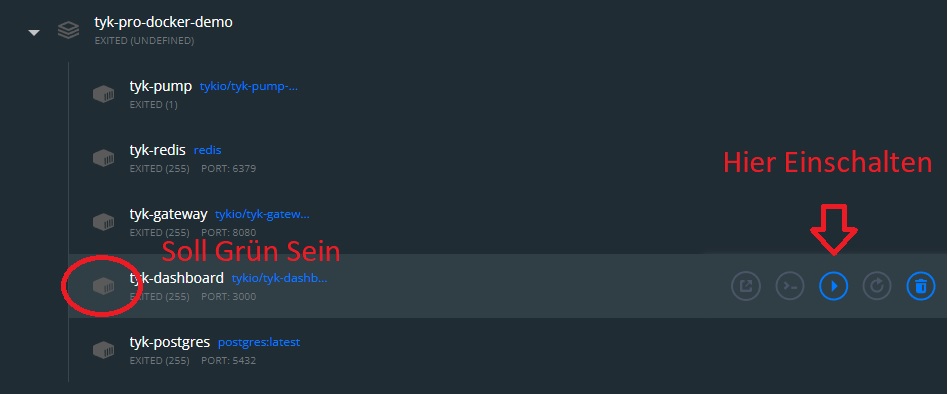 tyk-pro-docker-demo
EXITED (UNDEFINED)
tyk-pump tykio/tyk-pump-...
EXITED (1)
tyk-redis redis
EXITED (255) PORT: 6379
Hier Einschalten
tyk-gateway tykio/tyk-gatew...
EXITED (255) PORT: 8080
Soll Grün Sein
tyk-dashboard tykio/tyk-dashb...
EXITED (255) PORT: 3000
tyk-postgres postgres:latest
EXITED (255) PORT: 5432